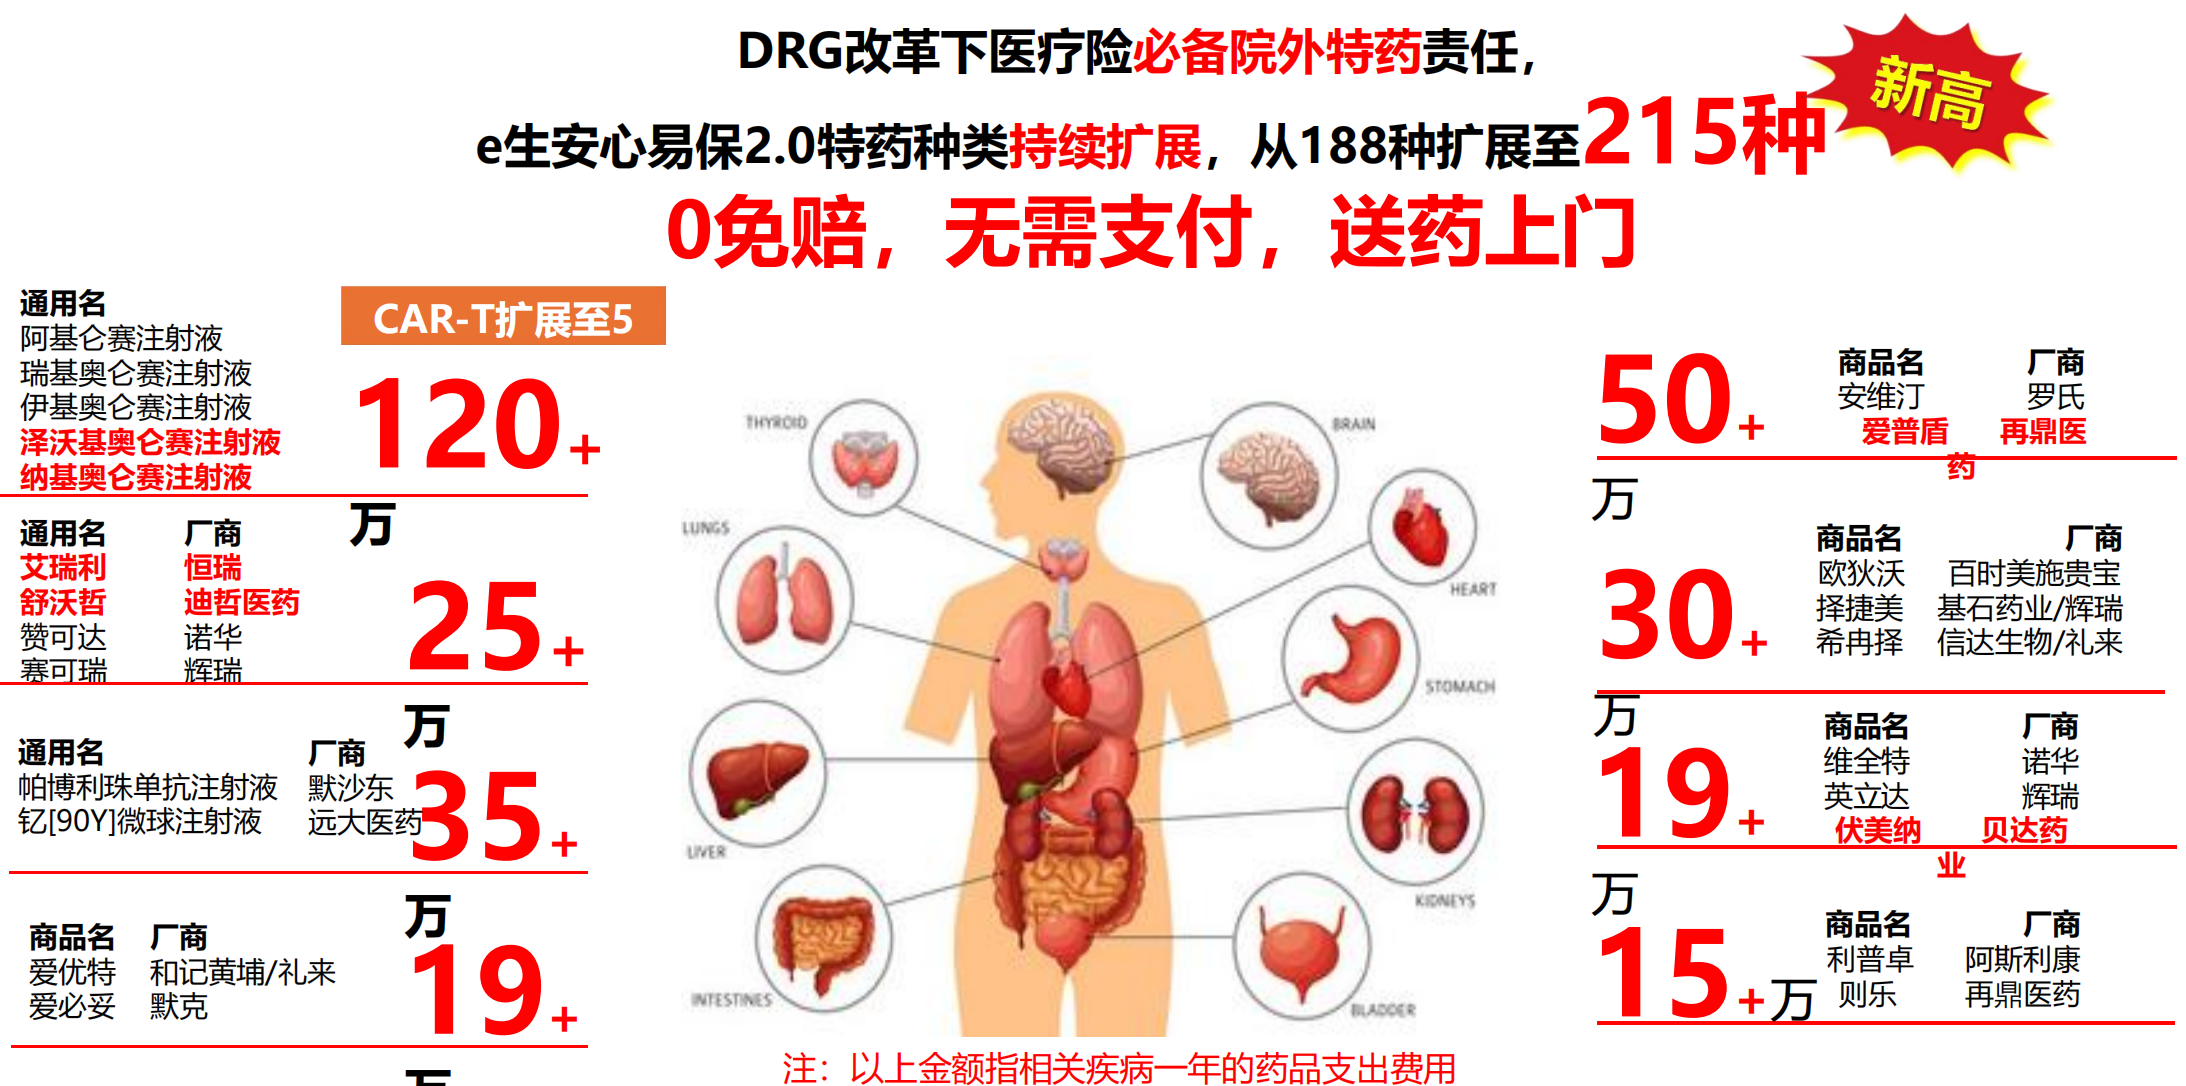 DRG改革下医疗险必备院外特药责任，
新高
e生安心易保2.0特药种类持续扩展，从188种扩展至215种
0免赔，无需支付，送药上门
通用名
阿基仑赛注射液
瑞基奥仑赛注射液
伊基奥仑赛注射液
泽沃基奥仑赛注射液
纳基奥仑赛注射液
CAR-T扩展至5
120+
万
通用名 厂商
艾瑞利 恒瑞
舒沃哲 迪哲医药
赞可达 诺华
赛可瑞 辉瑞
25+
万
通用名 厂商
帕博利珠单抗注射液 默沙东
钇[90Y]微球注射液 远大医药
35+
万
商品名 厂商
爱优特 和记黄埔/礼来
爱必妥 默克
19+
万
THYROID
LUNGS
LIVER
INTESTINES
BRAIN
HEART
STOMACH
KIDNEYS
BLADDER
50+
万
商品名 厂商
安维汀 罗氏
爱普盾 再鼎医
药
30+
万
商品名 厂商
欧狄沃 百时美施贵宝
择捷美 基石药业/辉瑞
希冉择 信达生物/礼来
19+
万
商品名 厂商
维全特 诺华
英立达 辉瑞
伏美纳 贝达药
业
15+万
商品名 厂商
利普卓 阿斯利康
则乐 再鼎医药
注：以上金额指相关疾病一年的药品支出费用